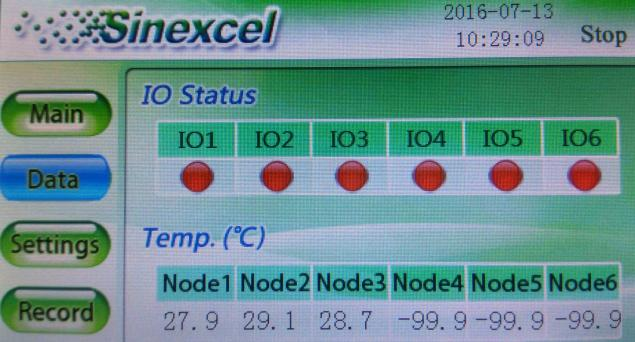 Sinexcel
2016-07-13
10:29:09 Stop
Main
Data
Settings
Record
IO Status
IO1 IO2 IO3 IO4 IO5 IO6
Temp. (℃)
Node1 Node2 Node3 Node4 Node5 Node6
27.9 29.1 28.7 -99.9 -99.9 -99.9